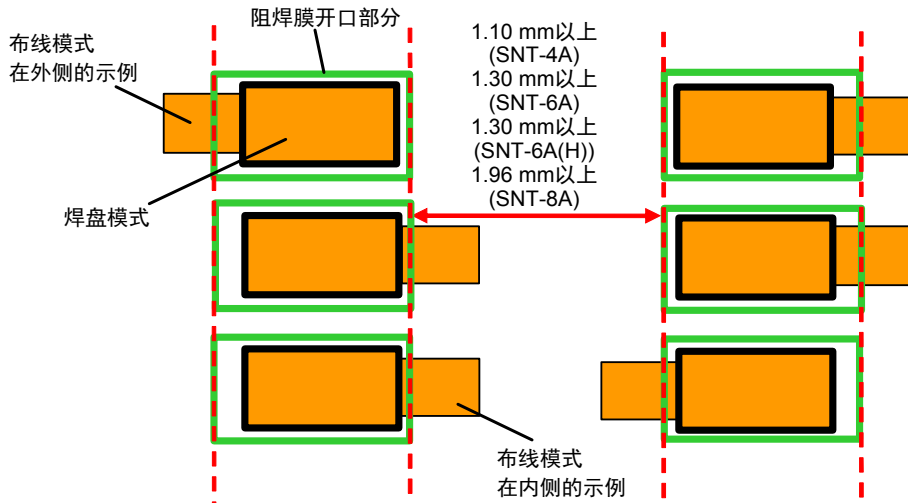 阻焊膜开口部分
布线模式
在外侧的示例
1.10 mm以上
(SNT-4A)
1.30 mm以上
(SNT-6A)
1.30 mm以上
(SNT-6A(H))
1.96 mm以上
(SNT-8A)
焊盘模式
布线模式
在内侧的示例